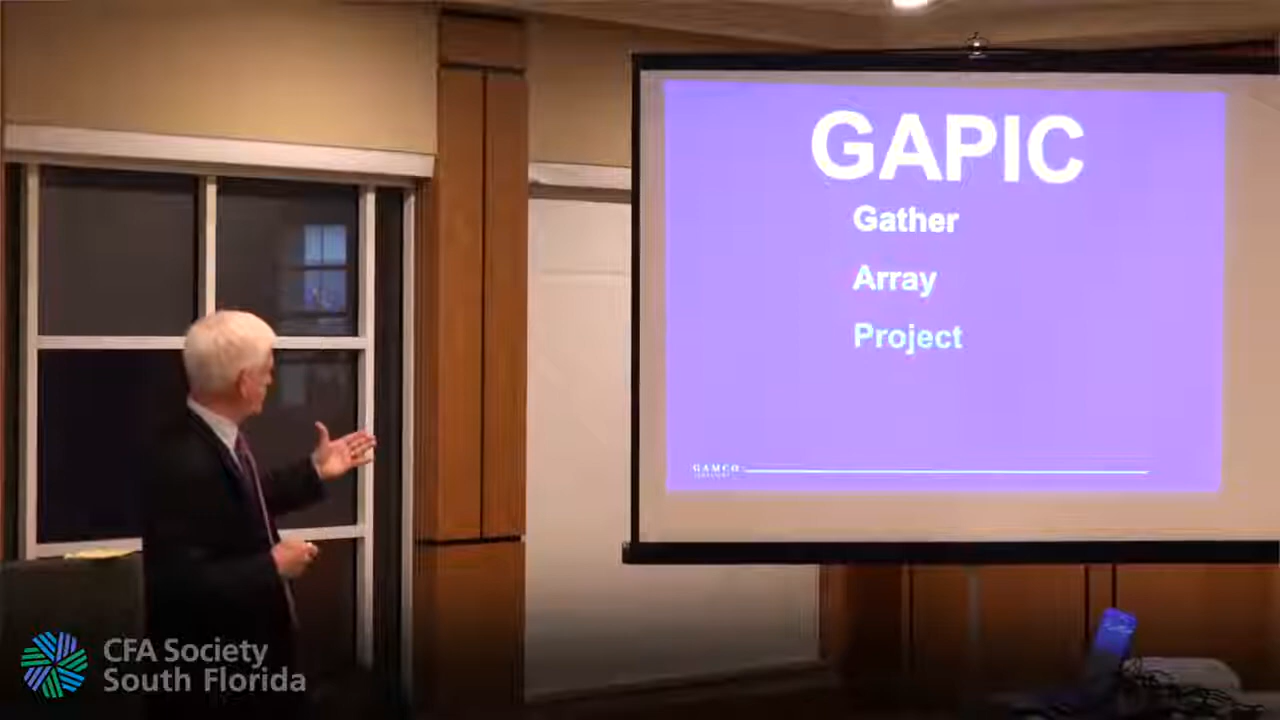 GAPIC
Gather
Array
Project
GAMCO
CFA Society
South Florida